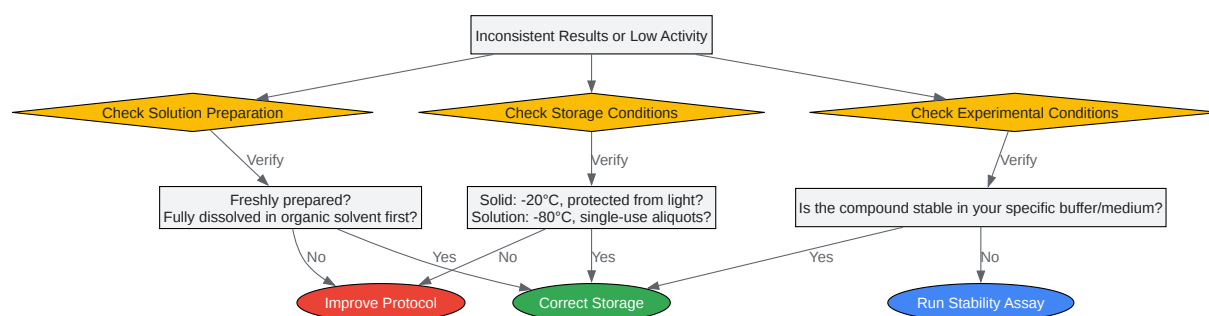 Inconsistent Results or Low Activity
Check Solution Preparation
Check Storage Conditions
Check Experimental Conditions
Verify
Verify
Verify
Freshly prepared?
Fully dissolved in organic solvent first?
Solid: -20°C, protected from light?
Solution: -80°C, single-use aliquots?
Is the compound stable in your specific buffer/medium?
No
Yes
No
Yes
Yes
No
Improve Protocol
Correct Storage
Run Stability Assay